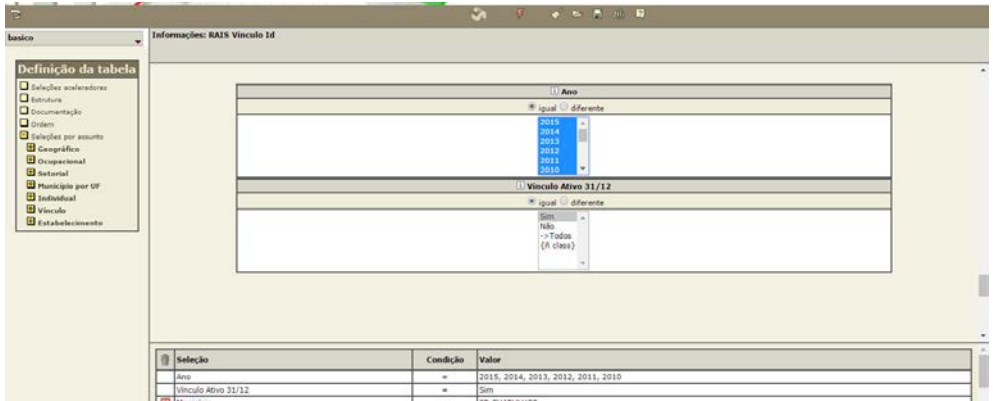 basico
Informações: RAIS Vínculo Id
Definição da tabela
Seleções aceleradoras
Estrutura
Documentação
Ordem
Seleções por assunto
Geográfico
Ocupacional
Setorial
Município por UF
Individual
Vínculo
Estabelecimento
Ano
igual diferente
2015
2014
2013
2012
2011
2010
Vínculo Ativo 31/12
igual diferente
Sim
Não
->Todos
{ñ class}
Seleção Condição Valor
Ano = 2015, 2014, 2013, 2012, 2011, 2010
Vínculo Ativo 31/12 = Sim